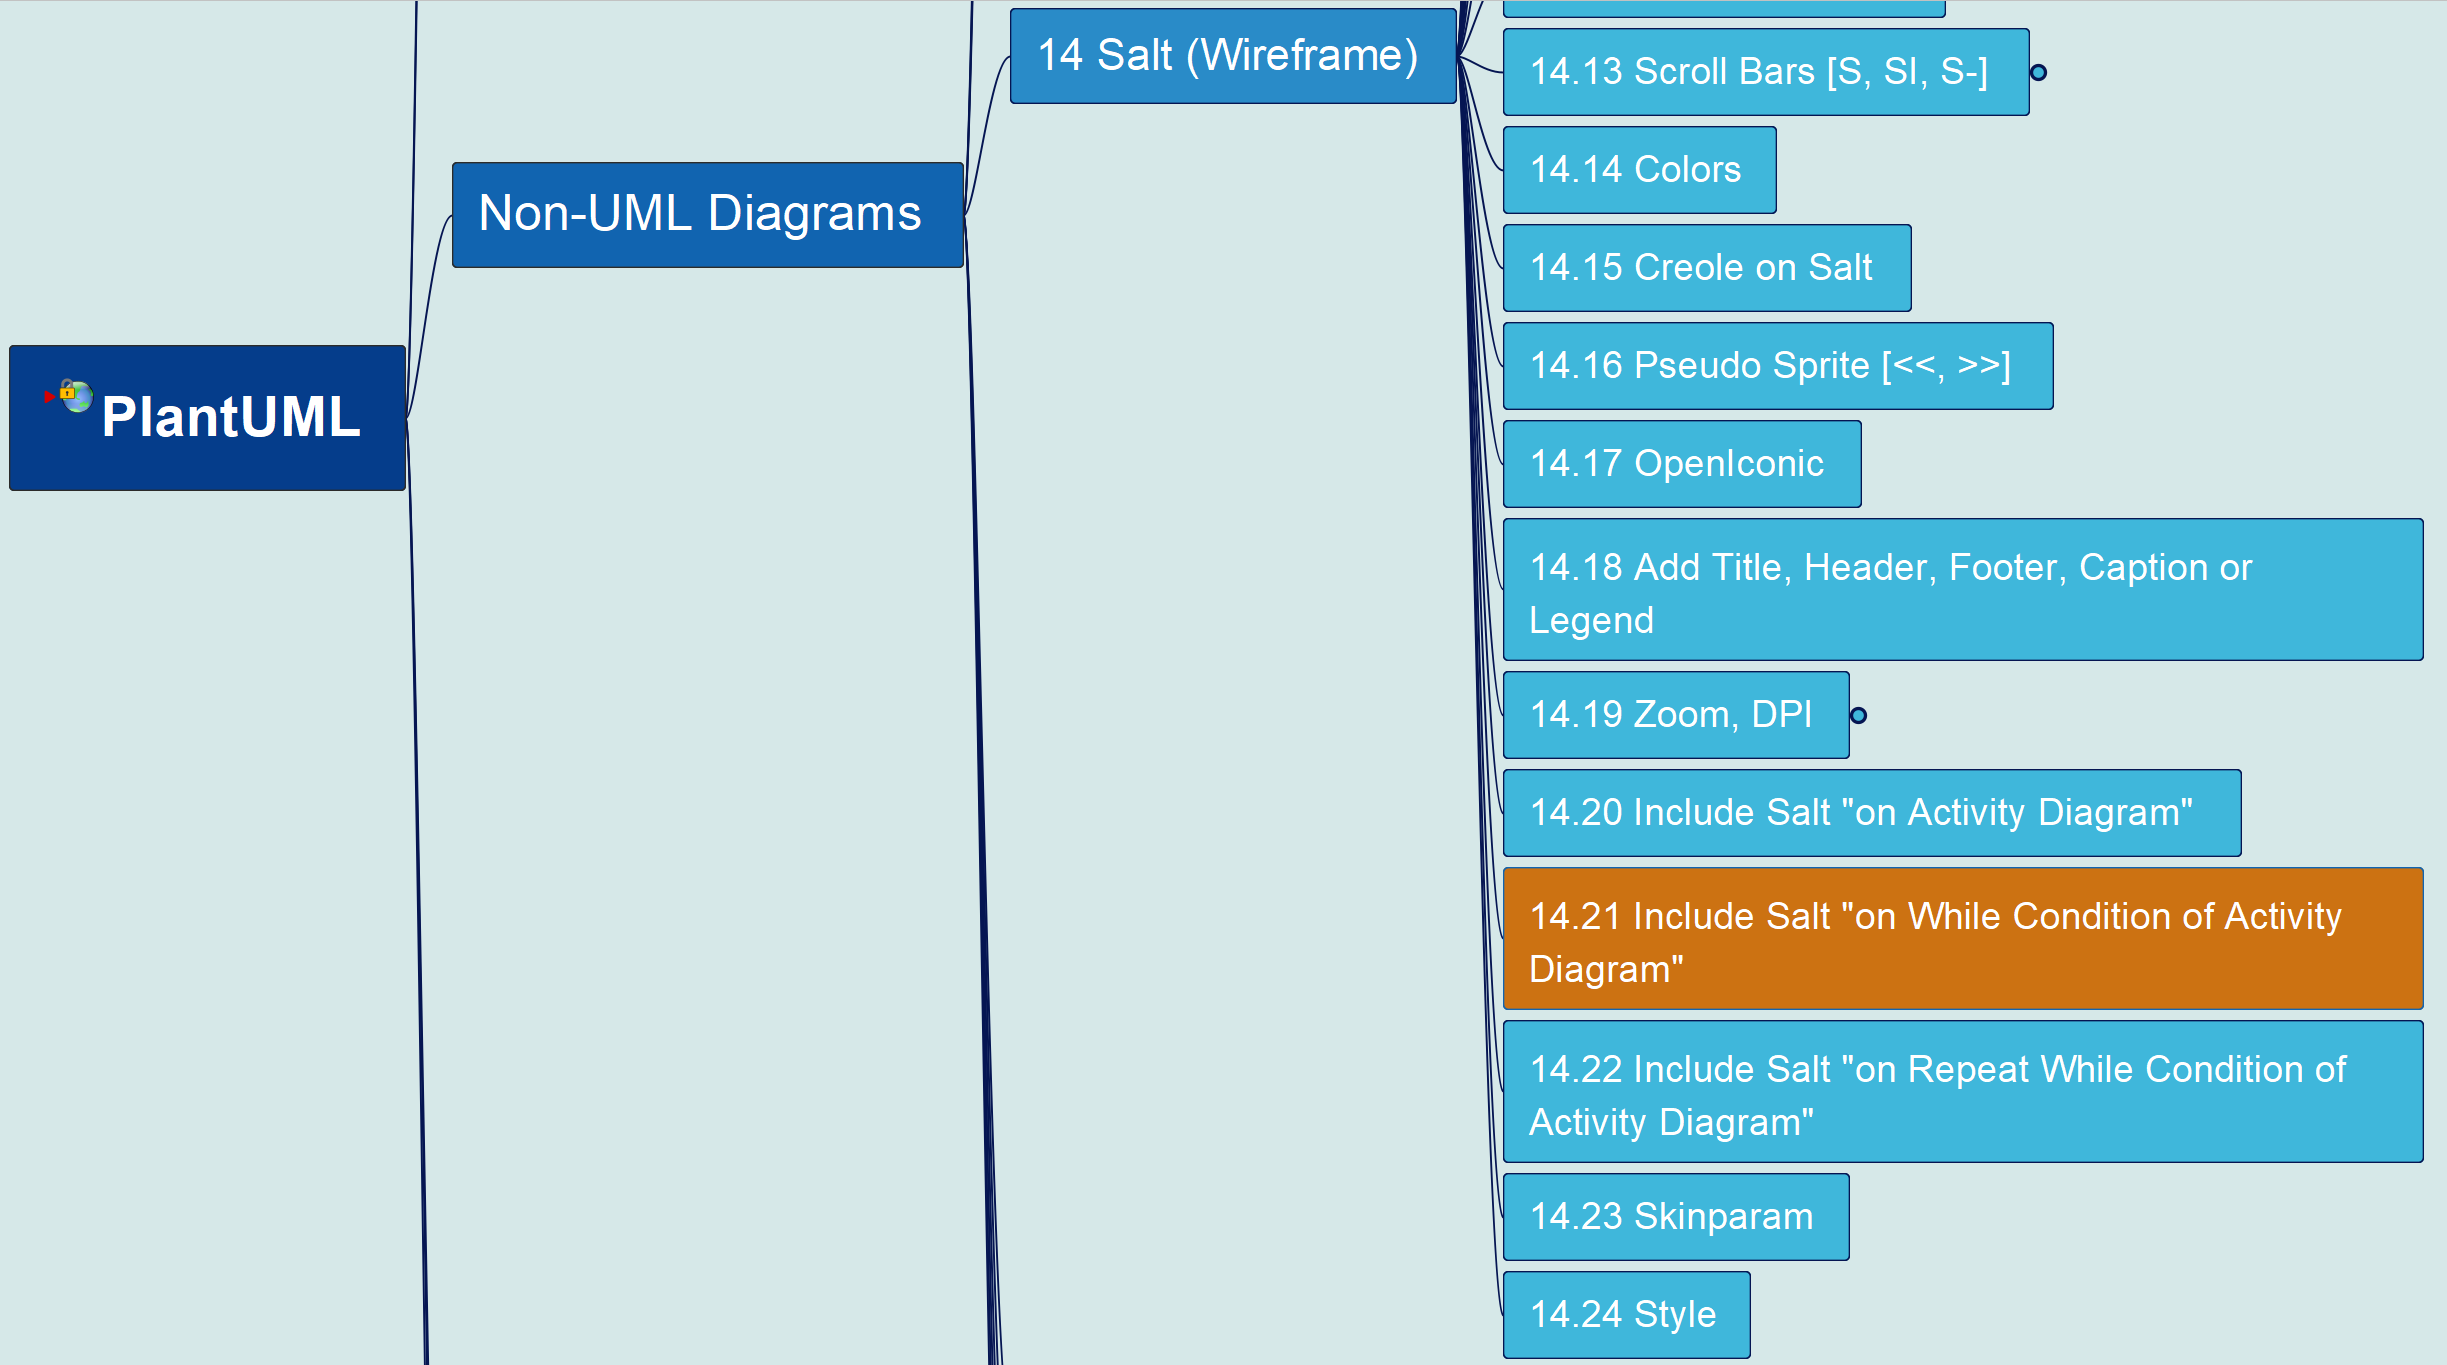 14 Salt (Wireframe)
14.13 Scroll Bars [S, SI, S-]
14.14 Colors
Non-UML Diagrams
14.15 Creole on Salt
14.16 Pseudo Sprite [<<, >>]
PlantUML
14.17 OpenIconic
14.18 Add Title, Header, Footer, Caption or
Legend
14.19 Zoom, DPI
14.20 Include Salt "on Activity Diagram"
14.21 Include Salt "on While Condition of Activity
Diagram"
14.22 Include Salt "on Repeat While Condition of
Activity Diagram"
14.23 Skinparam
14.24 Style